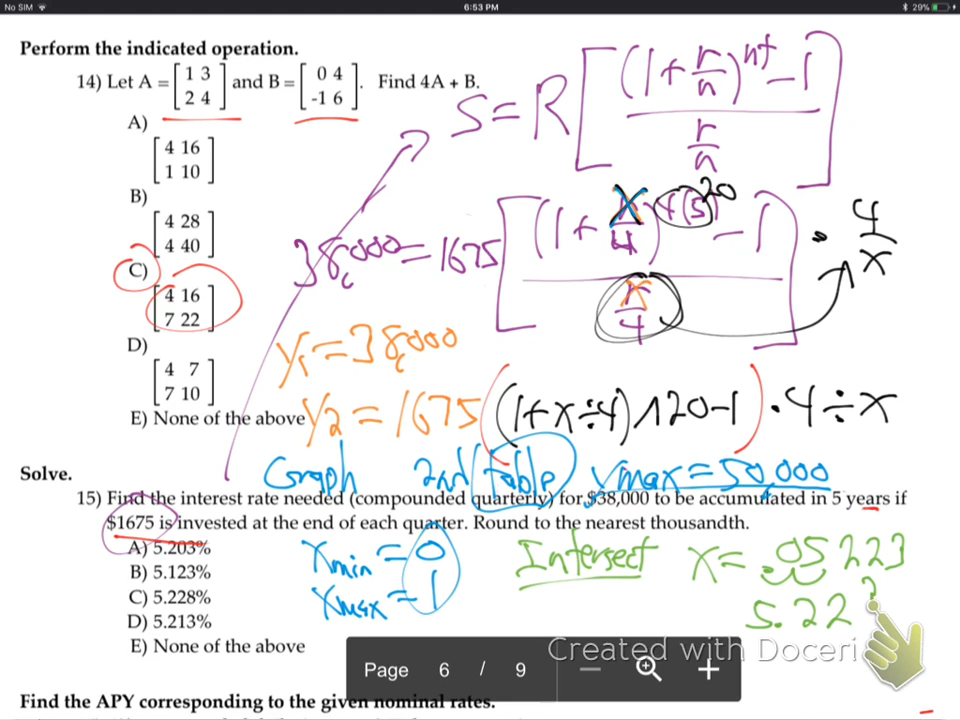 No SIM 6:53 PM 29%
Perform the indicated operation.
14) Let A = [ 1 3 and B = [ 0 4 . Find 4A + B.
2 4 ] -1 6 ]
S = R [ (1 + r/n)^nt - 1
r/n ]
A)
[ 4 16
1 10 ]
B)
[ 4 28
4 40 ]
38,000 = 1675 [ (1 + x/4)^4(5) 20 - 1 / x/4 ] · 4/x
C)
[ 4 16
7 22 ]
D)
[ 4 7
7 10 ]
E) None of the above
Y1 = 38,000
Y2 = 1675 ((1+x÷4)^20-1) · 4÷x
Graph 2nd table Ymax = 50,000
Solve.
15) Find the interest rate needed (compounded quarterly) for $38,000 to be accumulated in 5 years if
$1675 is invested at the end of each quarter. Round to the nearest thousandth.
A) 5.203%
B) 5.123%
C) 5.228%
D) 5.213%
E) None of the above
Xmin = 0
Xmax = 1
Intersect x = .05223
5.22
Created with Doceri
Page 6 / 9
Find the APY corresponding to the given nominal rates.